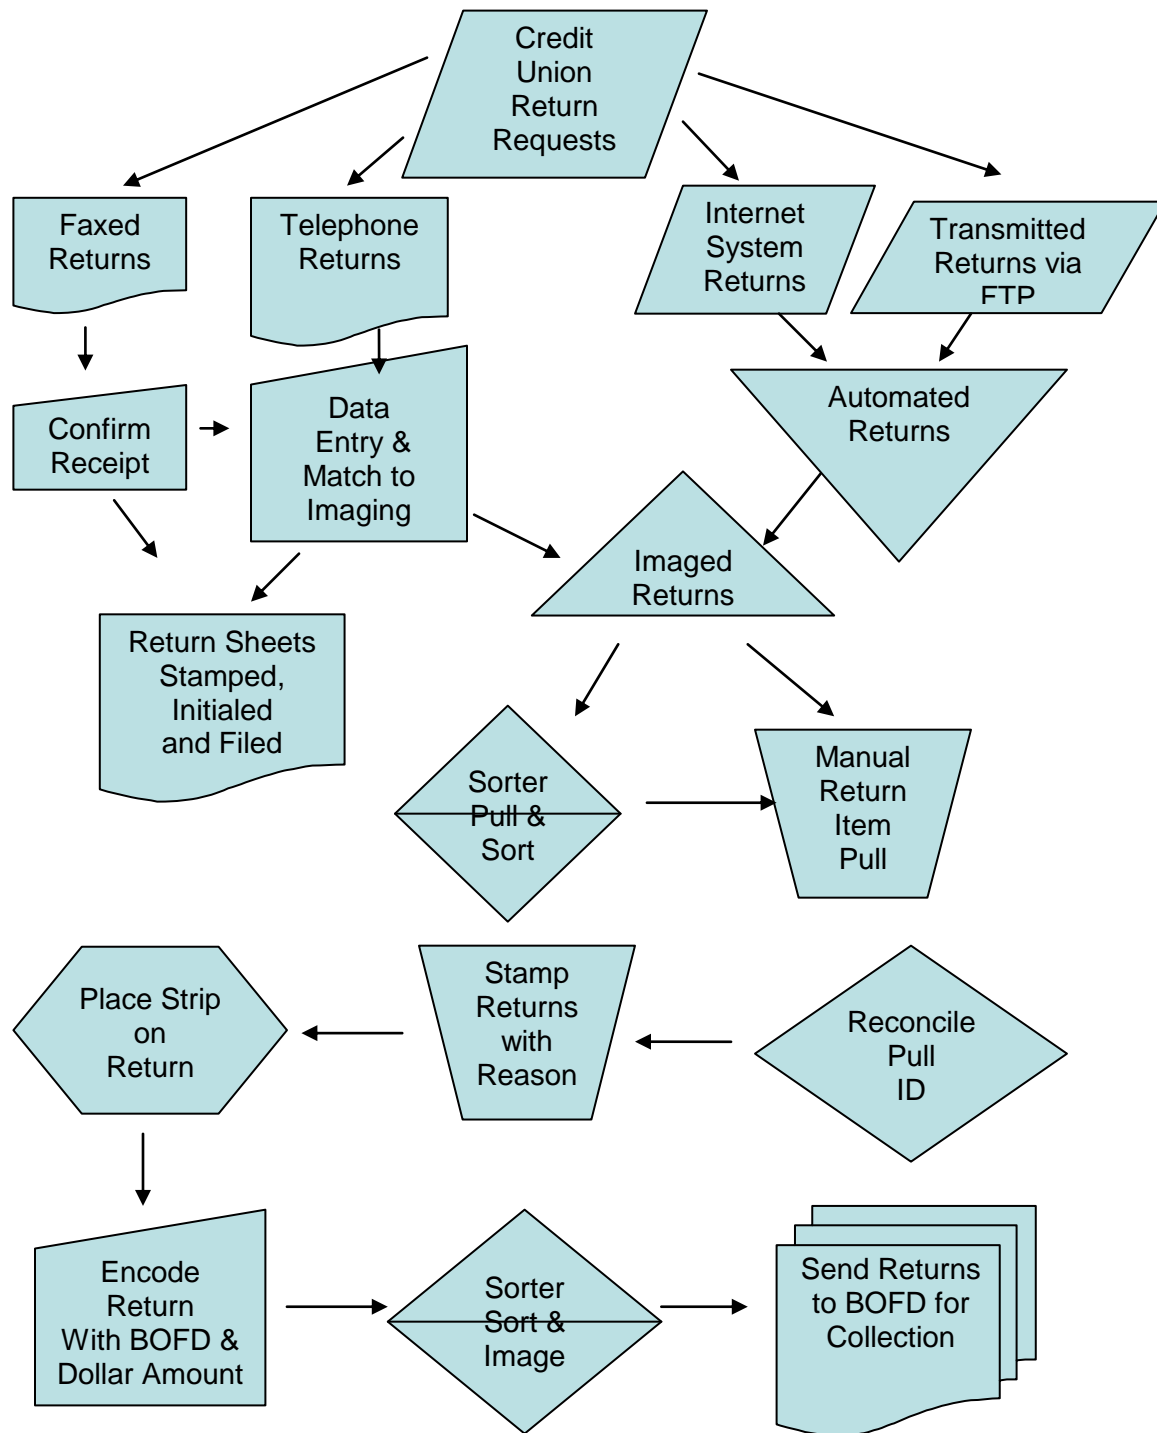 Credit
Union
Return
Requests
Faxed
Returns
Telephone
Returns
Internet
System
Returns
Transmitted
Returns via
FTP
Confirm
Receipt
Data
Entry &
Match to
Imaging
Automated
Returns
Imaged
Returns
Return Sheets
Stamped,
Initialed
and Filed
Sorter
Pull &
Sort
Manual
Return
Item
Pull
Place Strip
on
Return
Stamp
Returns
with
Reason
Reconcile
Pull
ID
Encode
Return
With BOFD &
Dollar Amount
Sorter
Sort &
Image
Send Returns
to BOFD for
Collection